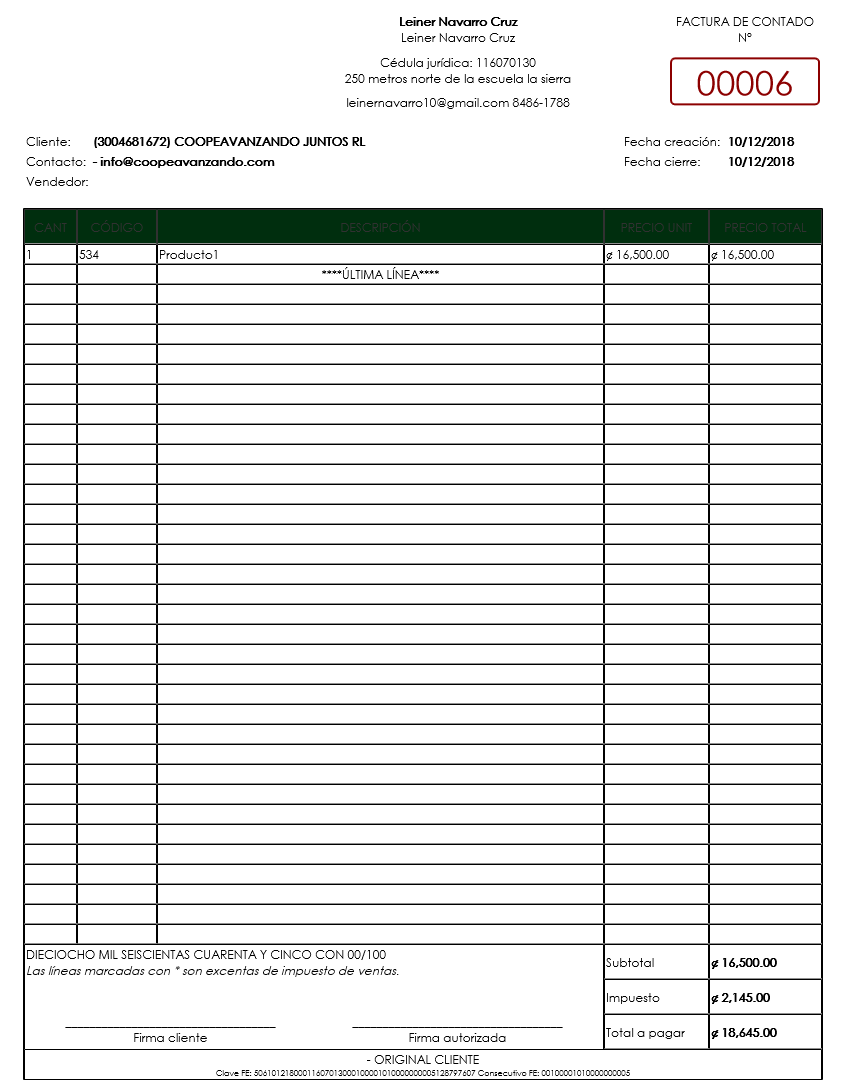 Leiner Navarro Cruz
Leiner Navarro Cruz
Cédula jurídica: 116070130
250 metros norte de la escuela la sierra
leinernavarro10@gmail.com 8486-1788
FACTURA DE CONTADO
N°
00006
Cliente: (3004681672) COOPEAVANZANDO JUNTOS RL
Contacto: - info@coopeavanzando.com
Vendedor:
Fecha creación: 10/12/2018
Fecha cierre: 10/12/2018
CANT CÓDIGO DESCRIPCIÓN PRECIO UNIT PRECIO TOTAL
1 534 Producto1 ¢ 16,500.00 ¢ 16,500.00
****ÚLTIMA LÍNEA****
DIECIOCHO MIL SEISCIENTAS CUARENTA Y CINCO CON 00/100
Las líneas marcadas con * son excentas de impuesto de ventas.
Firma cliente Firma autorizada
Subtotal ¢ 16,500.00
Impuesto ¢ 2,145.00
Total a pagar ¢ 18,645.00
- ORIGINAL CLIENTE
Clave FE: Consecutivo FE: 00100001010000000005